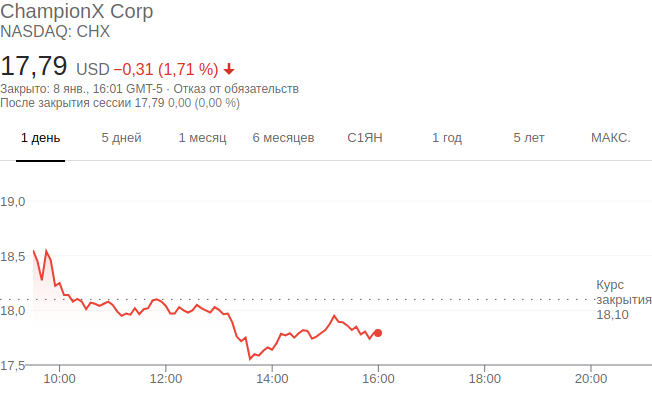 ChampionX Corp
NASDAQ: CHX
17,79 USD −0,31 (1,71 %)
Закрыто: 8 янв., 16:01 GMT-5 · Отказ от обязательств
После закрытия сессии 17,79 0,00 (0,00 %)
1 день 5 дней 1 месяц 6 месяцев С1ЯН 1 год 5 лет МАКС.
19,0
18,5
Курс
закрытия
18,0
18,10
17,5
10:00 12:00 14:00 16:00 18:00 20:00